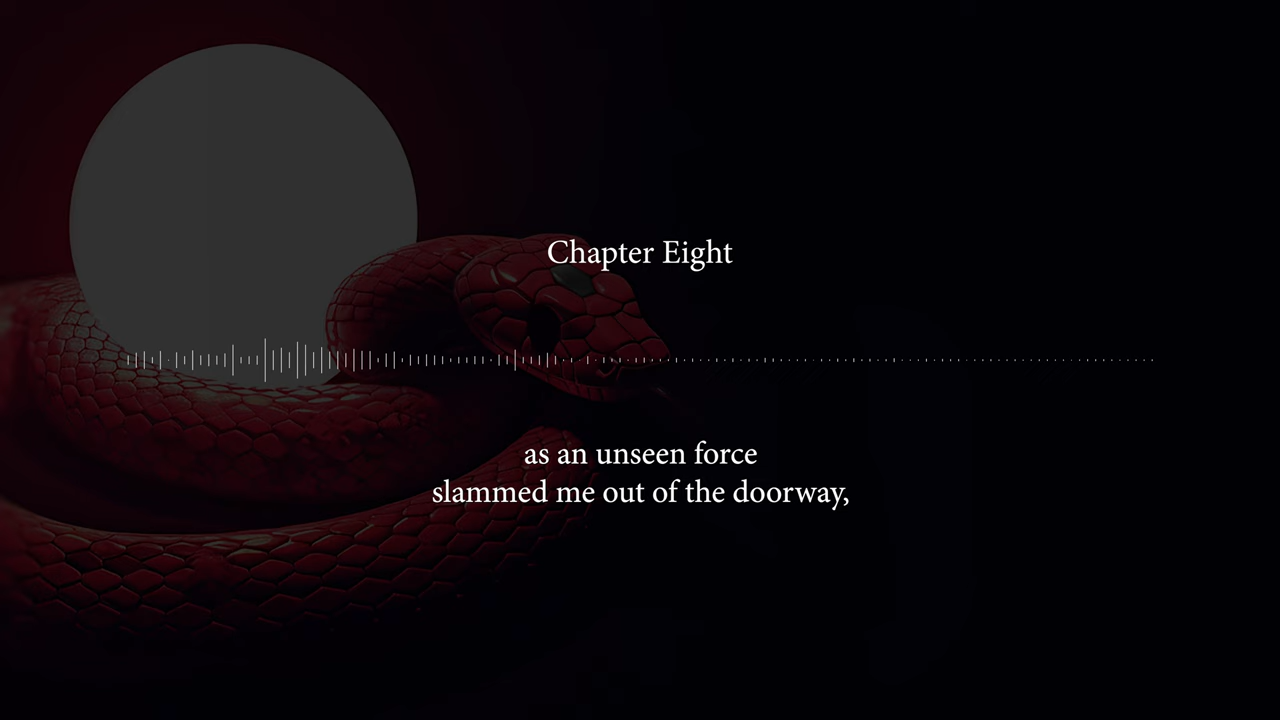 Chapter Eight
as an unseen force
slammed me out of the doorway,